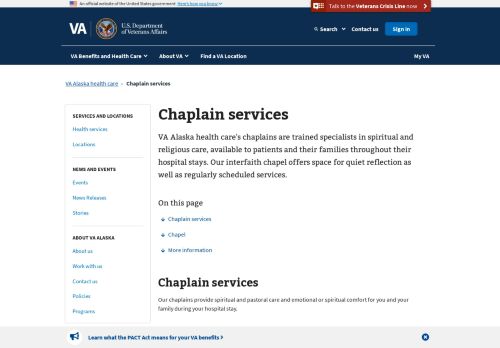 An official website of the United States government Here's how you know
Talk to the Veterans Crisis Line now
VA
U.S. Department
of Veterans Affairs
Search
Contact us
Sign in
VA Benefits and Health Care
About VA
Find a VA Location
My VA
VA Alaska health care › Chaplain services
SERVICES AND LOCATIONS
Health services
Locations
NEWS AND EVENTS
Events
News Releases
Stories
ABOUT VA ALASKA
About us
Work with us
Contact us
Policies
Programs
Chaplain services
VA Alaska health care's chaplains are trained specialists in spiritual and
religious care, available to patients and their families throughout their
hospital stays. Our interfaith chapel offers space for quiet reflection as
well as regularly scheduled services.
On this page
Chaplain services
Chapel
More information
Chaplain services
Our chaplains provide spiritual and pastoral care and emotional or spiritual comfort for you and your
family during your hospital stay.
Learn what the PACT Act means for your VA benefits